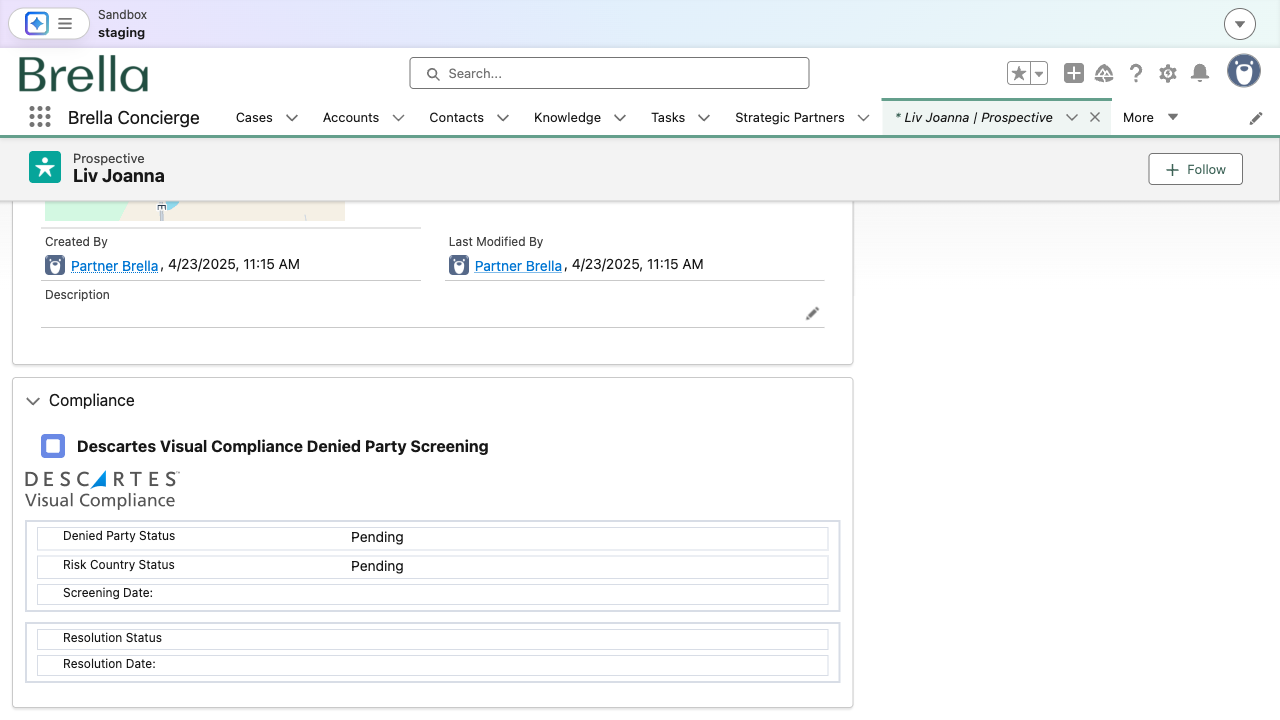 Sandbox
staging
Brella
Search...
Brella Concierge
Cases
Accounts
Contacts
Knowledge
Tasks
Strategic Partners
* Liv Joanna | Prospective
More
Prospective
Liv Joanna
Follow
E
Created By
Partner Brella, 4/23/2025, 11:15 AM
Last Modified By
Partner Brella, 4/23/2025, 11:15 AM
Description
Compliance
Descartes Visual Compliance Denied Party Screening
DESCARTES™
Visual Compliance
Denied Party Status Pending
Risk Country Status Pending
Screening Date:
Resolution Status
Resolution Date: